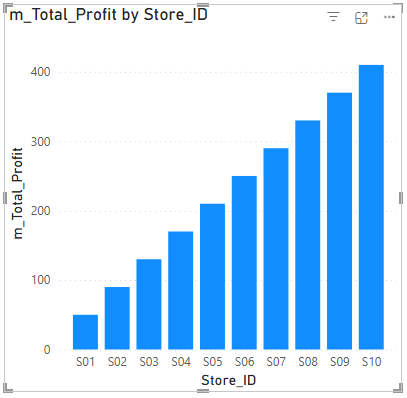 m_Total_Profit by Store_ID
m_Total_Profit
400
300
200
100
0
S01 S02 S03 S04 S05 S06 S07 S08 S09 S10
Store_ID